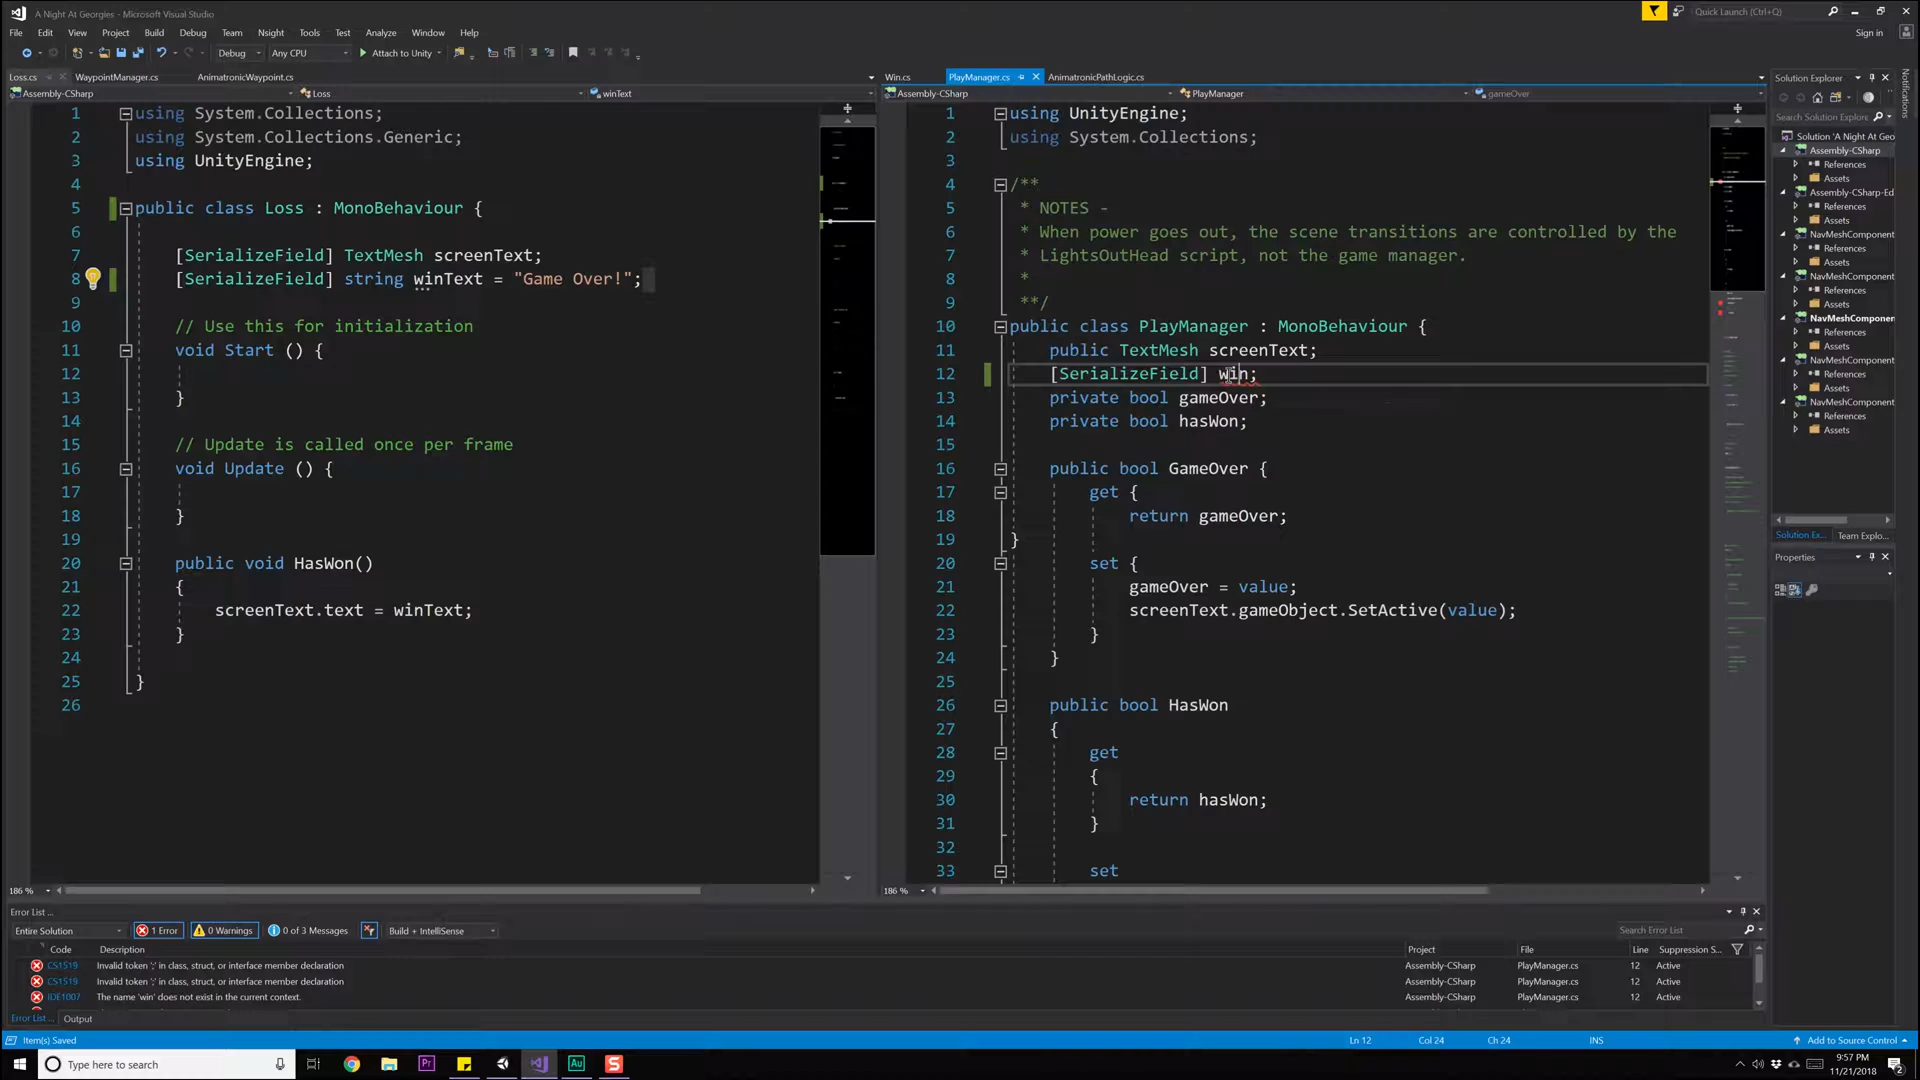 A Night At Georgies - Microsoft Visual Studio
Quick Launch (Ctrl+Q)
File Edit View Project Build Debug Team Nsight Tools Test Analyze Window Help
Sign in
Debug Any CPU Attach to Unity
Loss.cs WaypointManager.cs AnimatronicWaypoint.cs
Assembly-CSharp Loss winText
1 using System.Collections;
2 using System.Collections.Generic;
3 using UnityEngine;
4
5 public class Loss : MonoBehaviour {
6
7 [SerializeField] TextMesh screenText;
8 [SerializeField] string winText = "Game Over!";
9
10 // Use this for initialization
11 void Start () {
12
13 }
14
15 // Update is called once per frame
16 void Update () {
17
18 }
19
20 public void HasWon()
21 {
22 screenText.text = winText;
23 }
24
25 }
26
186 %
Win.cs PlayManager.cs AnimatronicPathLogic.cs
Assembly-CSharp PlayManager gameOver
1 using UnityEngine;
2 using System.Collections;
3
4 /**
5 * NOTES -
6 * When power goes out, the scene transitions are controlled by the
7 * LightsOutHead script, not the game manager.
8 *
9 **/
10 public class PlayManager : MonoBehaviour {
11 public TextMesh screenText;
12 [SerializeField] win;
13 private bool gameOver;
14 private bool hasWon;
15
16 public bool GameOver {
17 get {
18 return gameOver;
19 }
20 set {
21 gameOver = value;
22 screenText.gameObject.SetActive(value);
23 }
24 }
25
26 public bool HasWon
27 {
28 get
29 {
30 return hasWon;
31 }
32
33 set
186 %
Solution Explorer
Search Solution Explore
Solution 'A Night At Geo
Assembly-CSharp
References
Assets
Assembly-CSharp-Ed
References
Assets
NavMeshComponent
References
Assets
NavMeshComponent
References
Assets
NavMeshComponent
References
Assets
NavMeshComponent
References
Assets
NavMeshComponent
References
Assets
Solution Ex... Team Explo...
Properties
Notifications
Error List ...
Entire Solution 1 Error 0 Warnings 0 of 3 Messages Build + IntelliSense Search Error List
Code Description Project File Line Suppression S...
CS1519 Invalid token ';' in class, struct, or interface member declaration Assembly-CSharp PlayManager.cs 12 Active
CS1519 Invalid token ';' in class, struct, or interface member declaration Assembly-CSharp PlayManager.cs 12 Active
IDE1007 The name 'win' does not exist in the current context. Assembly-CSharp PlayManager.cs 12 Active
Error List ... Output
Item(s) Saved Ln 12 Col 24 Ch 24 INS Add to Source Control
Type here to search
9:57 PM
11/21/2018